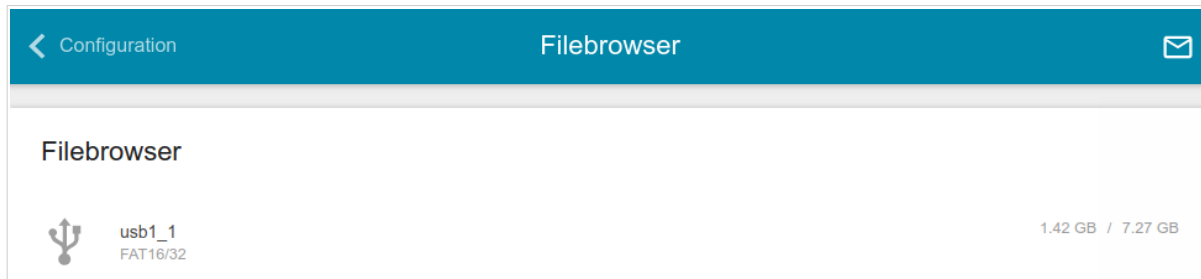 Configuration Filebrowser
Filebrowser
usb1_1 1.42 GB / 7.27 GB
FAT16/32